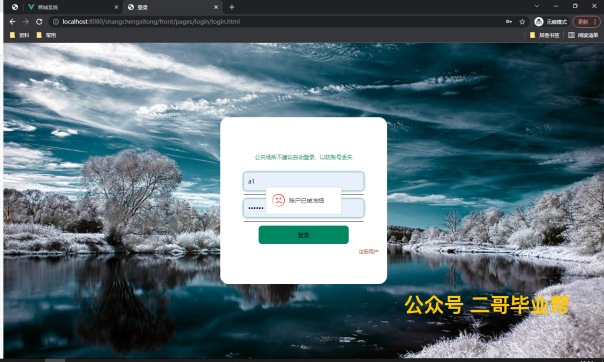 商城系统
登录
localhost:8080/shangchengxitong/front/pages/login/login.html
无痕模式
更新
资料
常用
其他书签
阅读清单
公共场所不建议自动登录，以防账号丢失
a1
账户已被冻结
••••••
登录
注册用户
公众号 二哥毕业帮